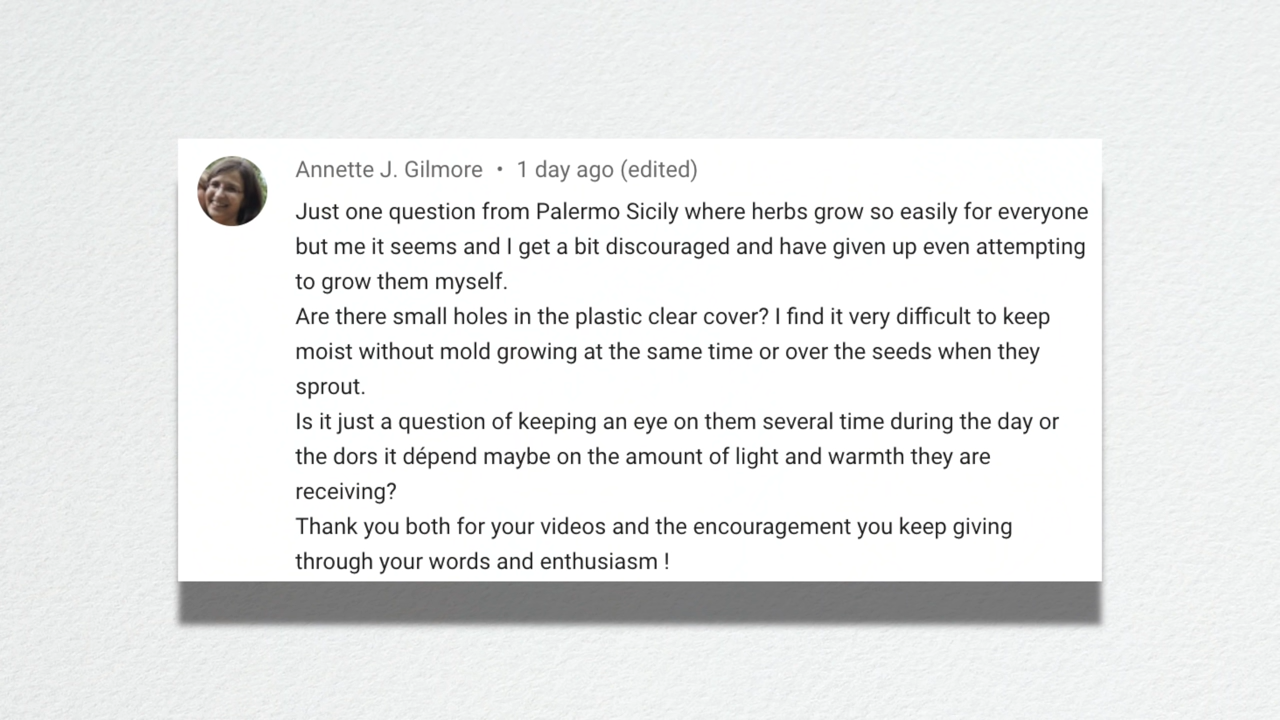 Annette J. Gilmore • 1 day ago (edited)
Just one question from Palermo Sicily where herbs grow so easily for everyone
but me it seems and I get a bit discouraged and have given up even attempting
to grow them myself.
Are there small holes in the plastic clear cover? I find it very difficult to keep
moist without mold growing at the same time or over the seeds when they
sprout.
Is it just a question of keeping an eye on them several time during the day or
the dors it dépend maybe on the amount of light and warmth they are
receiving?
Thank you both for your videos and the encouragement you keep giving
through your words and enthusiasm !